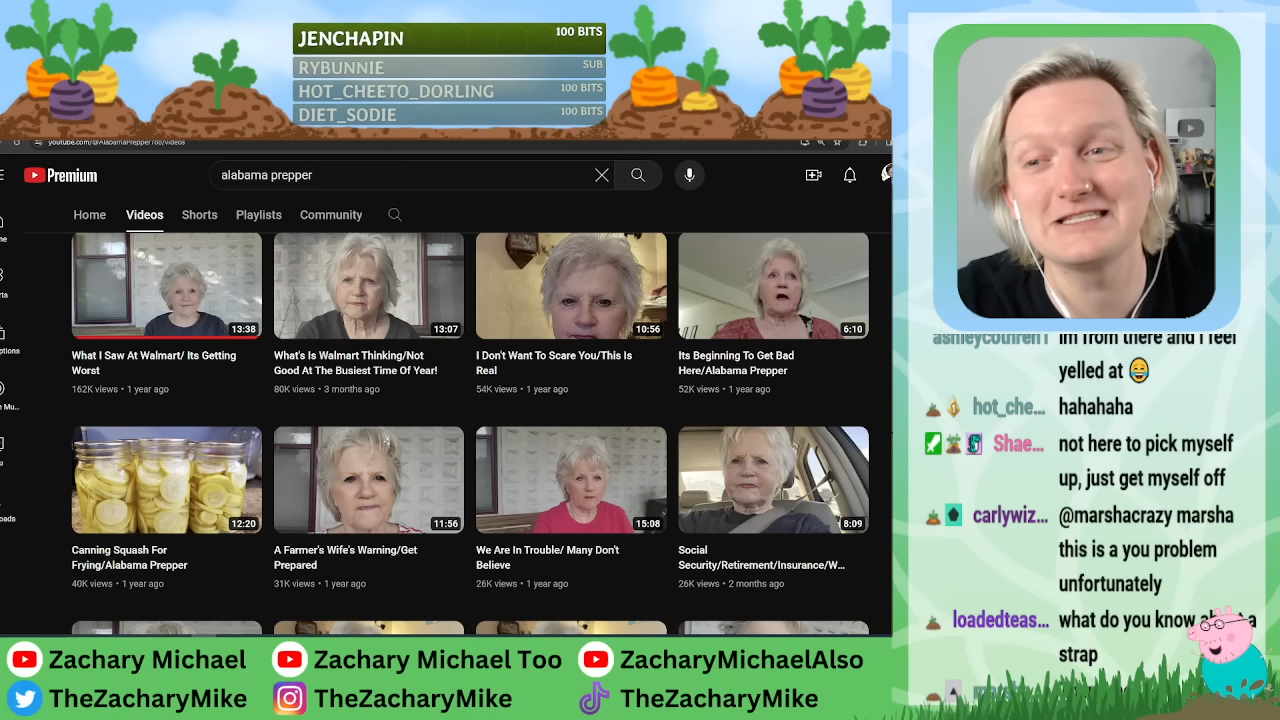 JENCHAPIN 100 BITS
RYBUNNIE SUB
HOT_CHEETO_DORLING 100 BITS
DIET_SODIE 100 BITS
Premium
alabama prepper
Home Videos Shorts Playlists Community
13:38 13:07 10:56 6:10
What I Saw At Walmart/ Its Getting
Worst
162K views • 1 year ago
What's Is Walmart Thinking/Not
Good At The Busiest Time Of Year!
80K views • 3 months ago
I Don't Want To Scare You/This Is
Real
54K views • 1 year ago
Its Beginning To Get Bad
Here/Alabama Prepper
52K views • 1 year ago
12:20 11:56 15:08 8:09
Canning Squash For
Frying/Alabama Prepper
40K views • 1 year ago
A Farmer's Wife's Warning/Get
Prepared
31K views • 1 year ago
We Are In Trouble/ Many Don't
Believe
26K views • 1 year ago
Social
Security/Retirement/Insurance/W...
26K views • 2 months ago
Zachary Michael Zachary Michael Too ZacharyMichaelAlso
TheZacharyMike TheZacharyMike TheZacharyMike
im from there and i feel
yelled at 😂
hot_che... hahahaha
Shae... not here to pick myself
up, just get myself off
carlywiz... @marshacrazy marsha
this is a you problem
unfortunately
loadedteas... what do you know a
strap